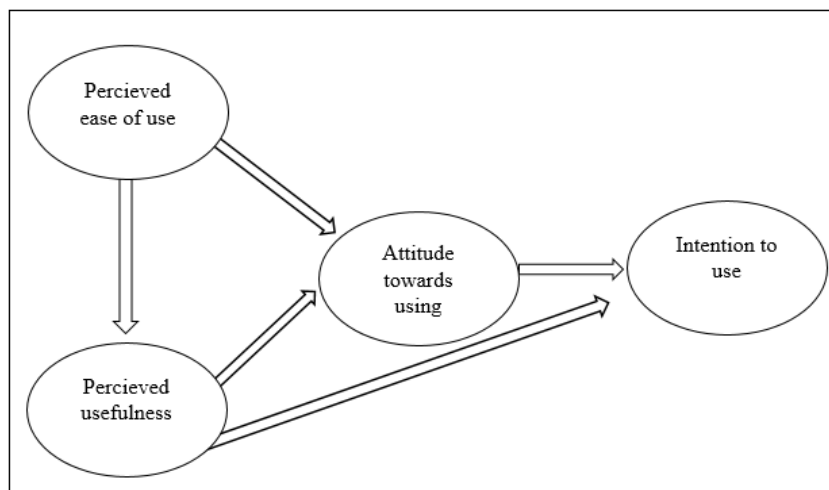 Percieved
ease of use
Attitude
towards
using
Intention to
use
Percieved
usefulness